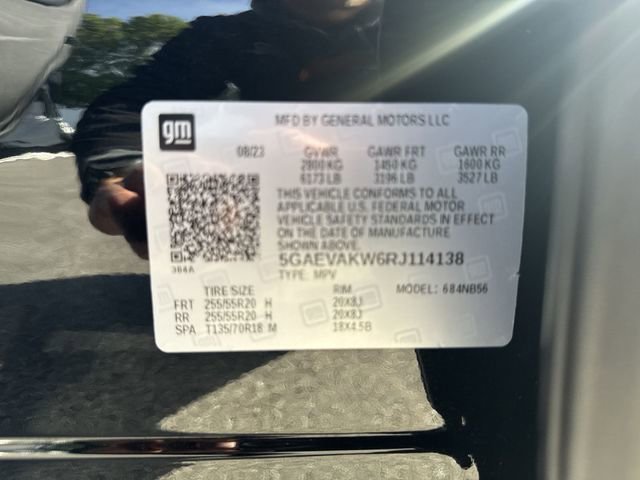 gm
MFD BY GENERAL MOTORS LLC
08/23 GVWR GAWR FRT GAWR RR
2800 KG 1450 KG 1600 KG
6173 LB 3196 LB 3527 LB
THIS VEHICLE CONFORMS TO ALL
APPLICABLE U.S. FEDERAL MOTOR
VEHICLE SAFETY STANDARDS IN EFFECT
ON THE DATE OF MANUFACTURE
SHOWN ABOVE.
384A
5GAEVAKW6RJ114138
TYPE: MPV
TIRE SIZE RIM MODEL: 684NB56
FRT 255/55R20 H 20X8J
RR 255/55R20 H 20X8J
SPA T135/70R18 M 18X4.5B